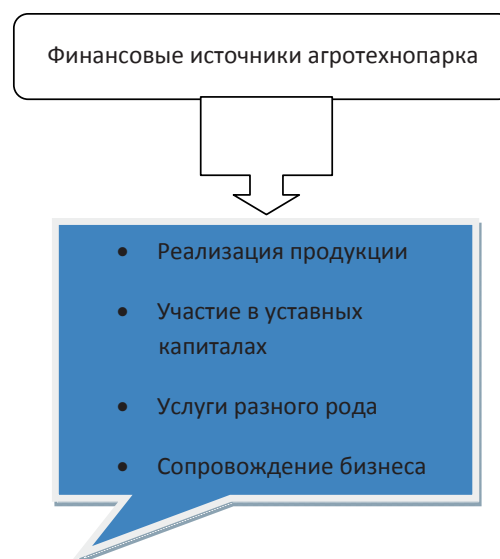 Финансовые источники агротехнопарка
• Реализация продукции
• Участие в уставных
капиталах
• Услуги разного рода
• Сопровождение бизнеса